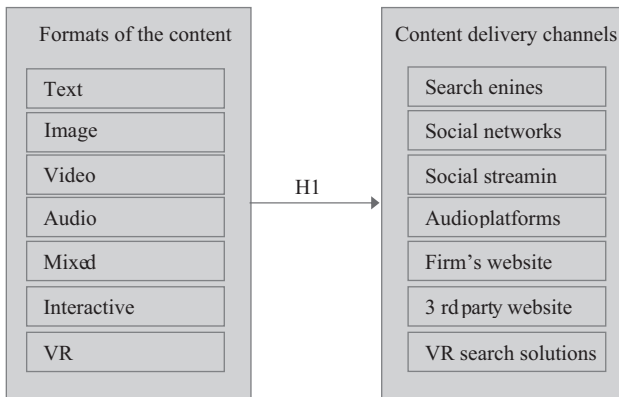 Formats of the content
Text
Image
Video
Audio
Mixed
Interactive
VR
H1
Content delivery channels
Search enines
Social networks
Social streamin
Audioplatforms
Firm's website
3 rd party website
VR search solutions